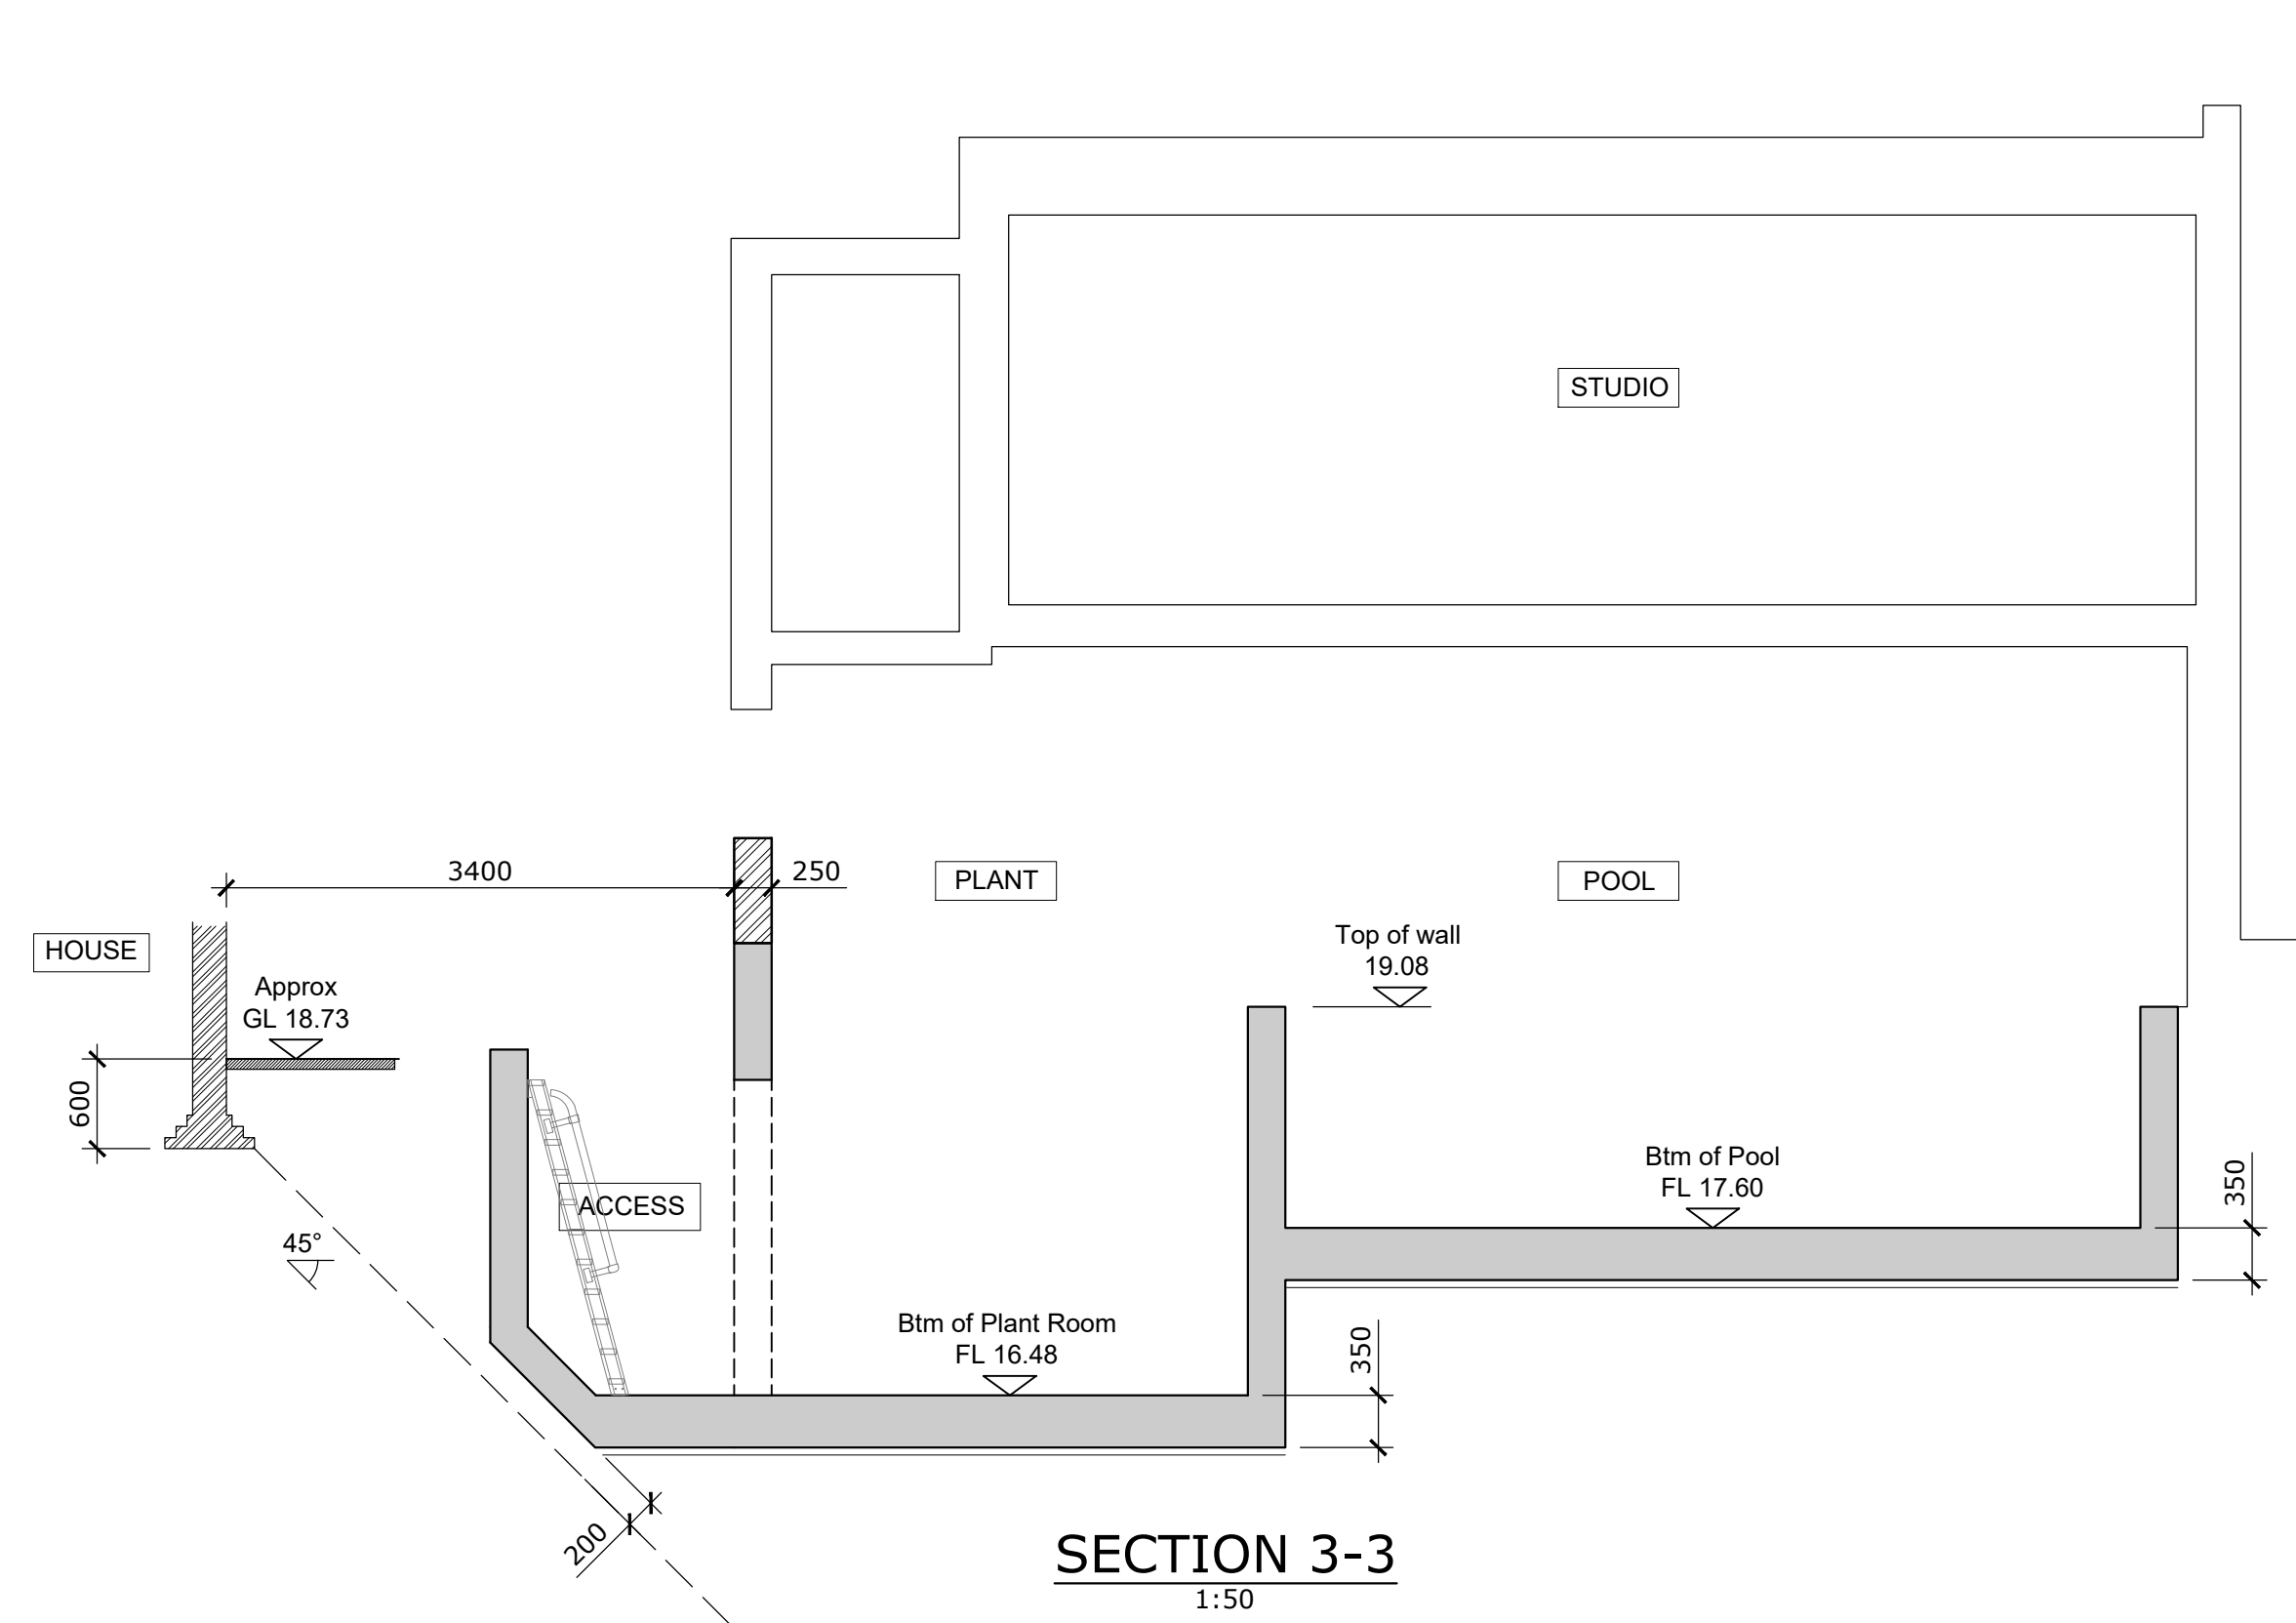 STUDIO
3400
250
PLANT
POOL
HOUSE
Top of wall
19.08
Approx
GL 18.73
600
ACCESS
Btm of Pool
FL 17.60
350
45°
Btm of Plant Room
FL 16.48
350
200
SECTION 3-3
1:50